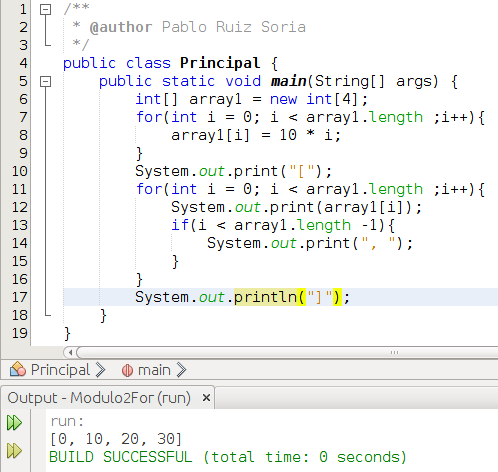 1 /**
2  * @author Pablo Ruiz Soria
3  */
4 public class Principal {
5     public static void main(String[] args) {
6         int[] array1 = new int[4];
7         for(int i = 0; i < array1.length ;i++){
8             array1[i] = 10 * i;
9         }
10         System.out.print("[");
11         for(int i = 0; i < array1.length ;i++){
12             System.out.print(array1[i]);
13             if(i < array1.length -1){
14                 System.out.print(", ");
15             }
16         }
17         System.out.println("]");
18     }
19 }
Principal > main >
Output - Modulo2For (run) ×
run:
[0, 10, 20, 30]
BUILD SUCCESSFUL (total time: 0 seconds)